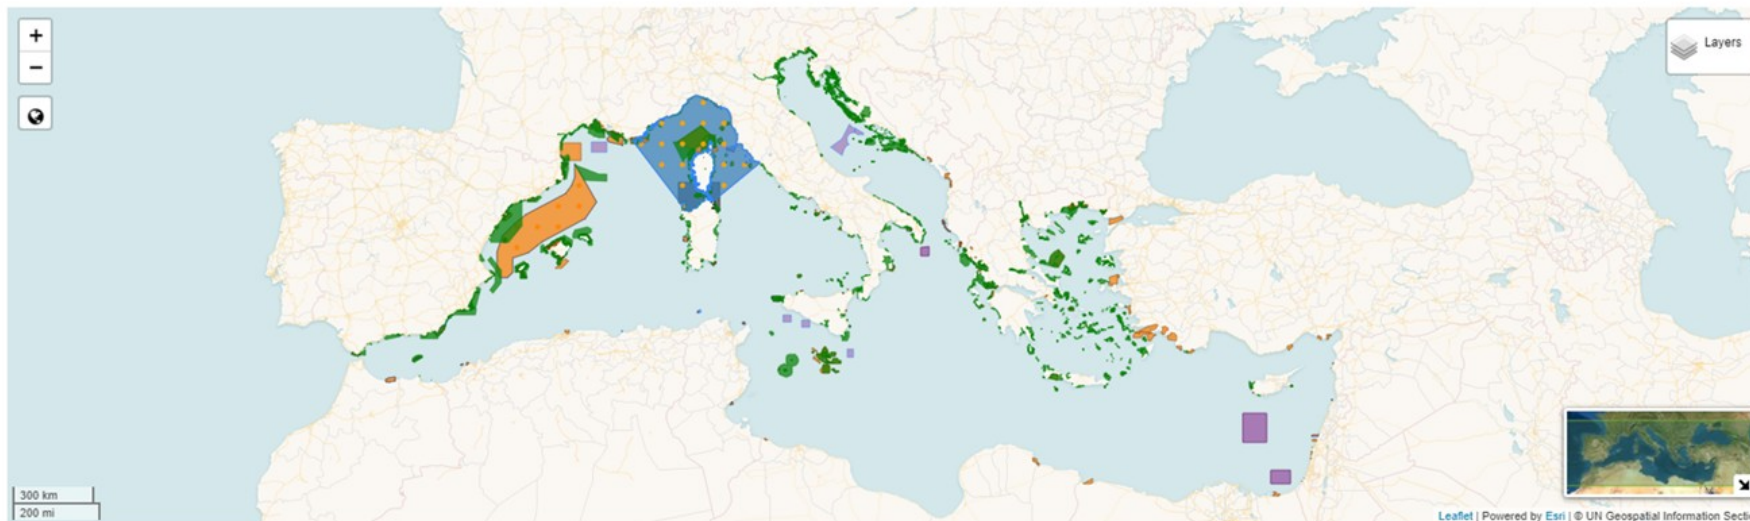 +
−
Layers
300 km
200 mi
Leaflet | Powered by Esri | © UN Geospatial Information Secti